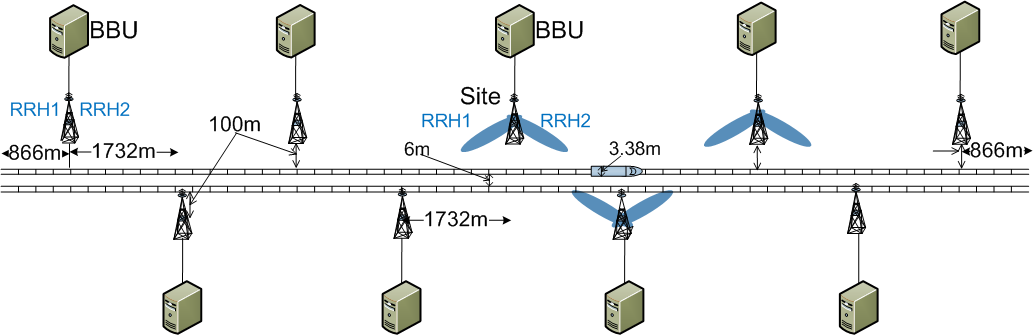 BBU
BBU
Site
RRH1 RRH2
RRH1 RRH2
100m
866m
1732m
6m
3.38m
866m
1732m